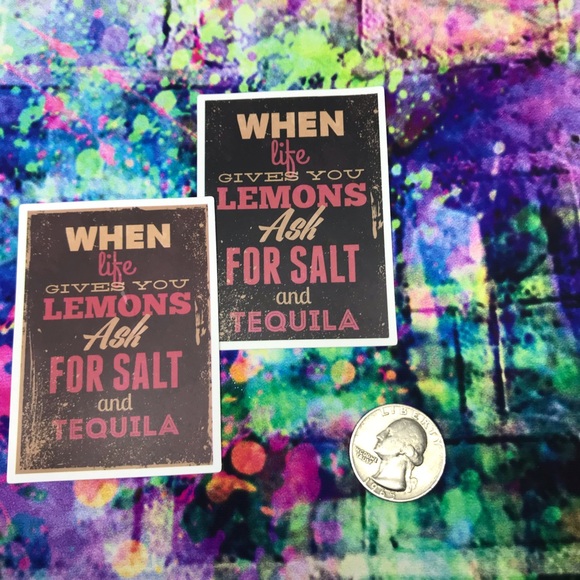 WHEN
life
GIVES YOU
LEMONS
Ask
FOR SALT
and
TEQUILA
WHEN
life
GIVES YOU
LEMONS
Ask
FOR SALT
and
TEQUILA